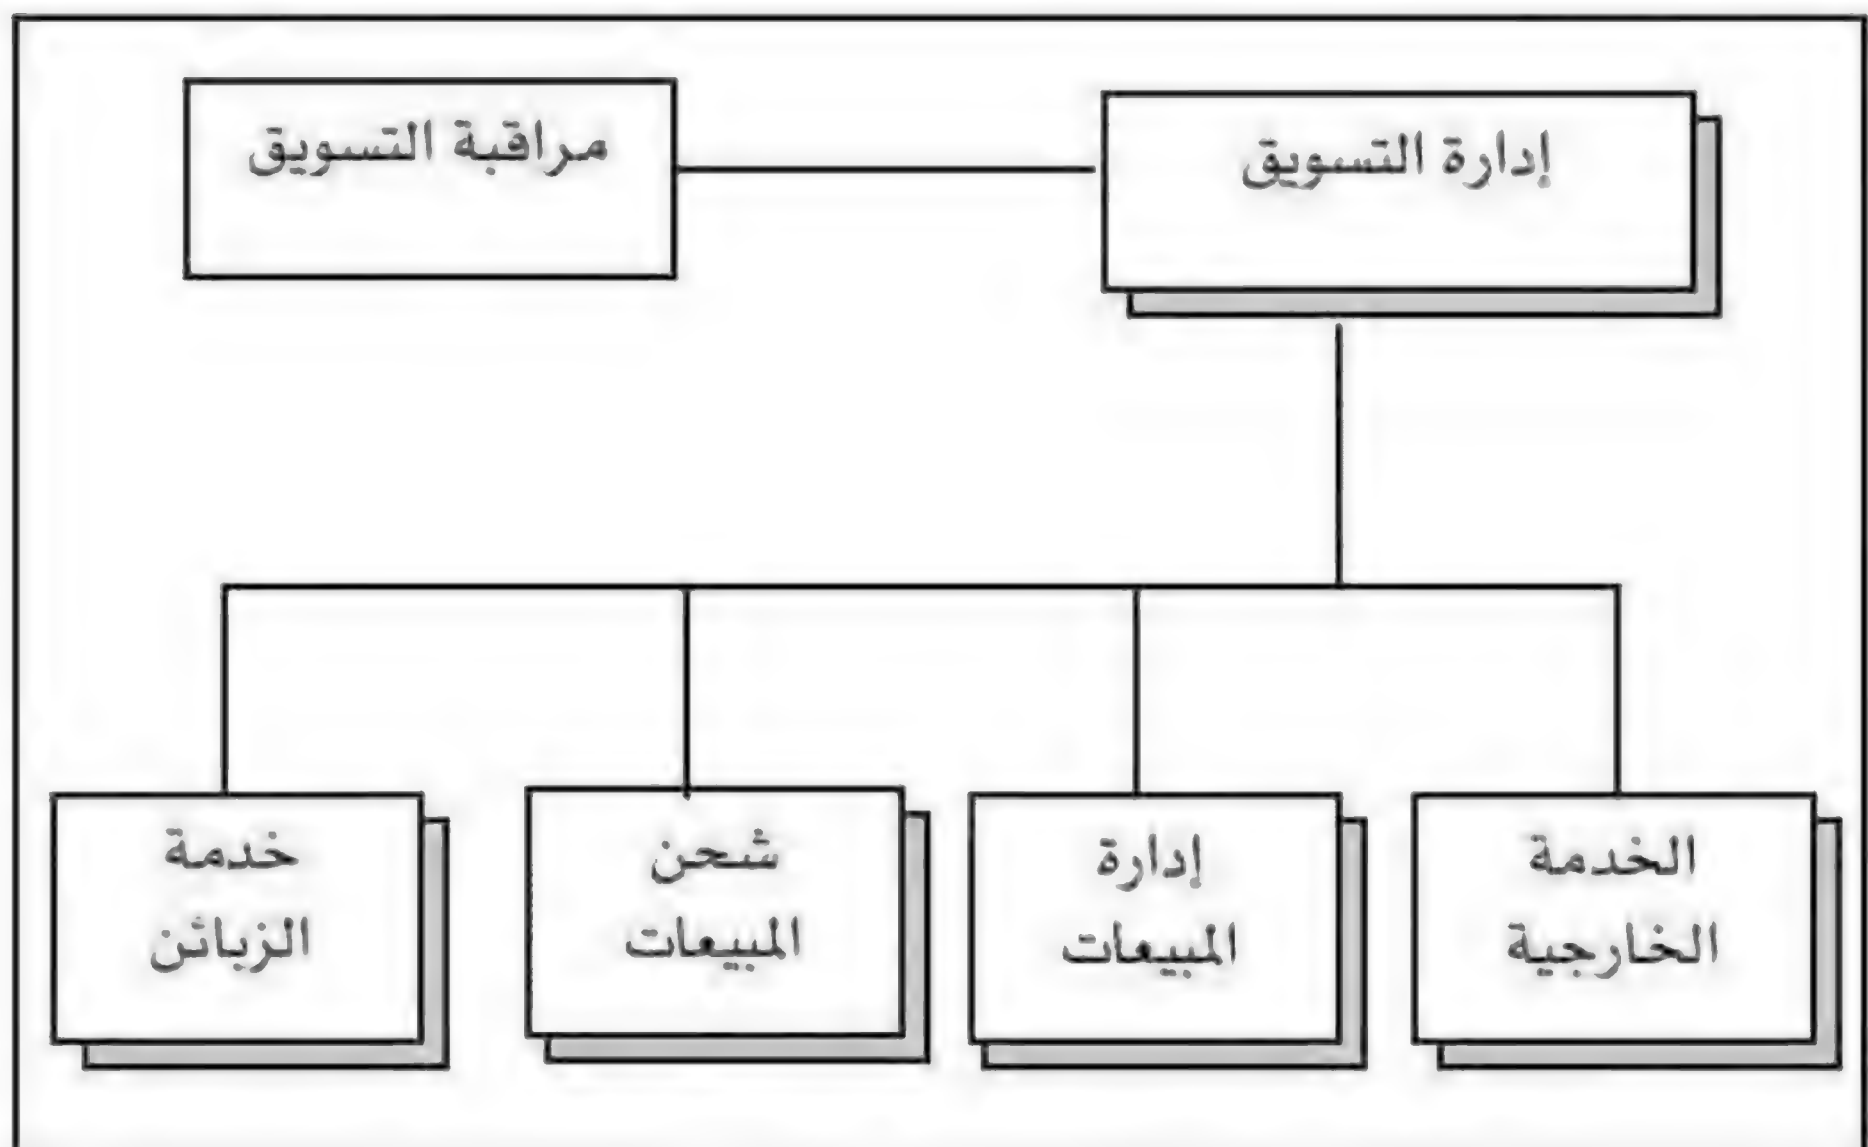 إدارة التسويق
مراقبة التسويق
الخدمة
الخارجية
إدارة
المبيعات
شحن
المبيعات
خدمة
الزبائن